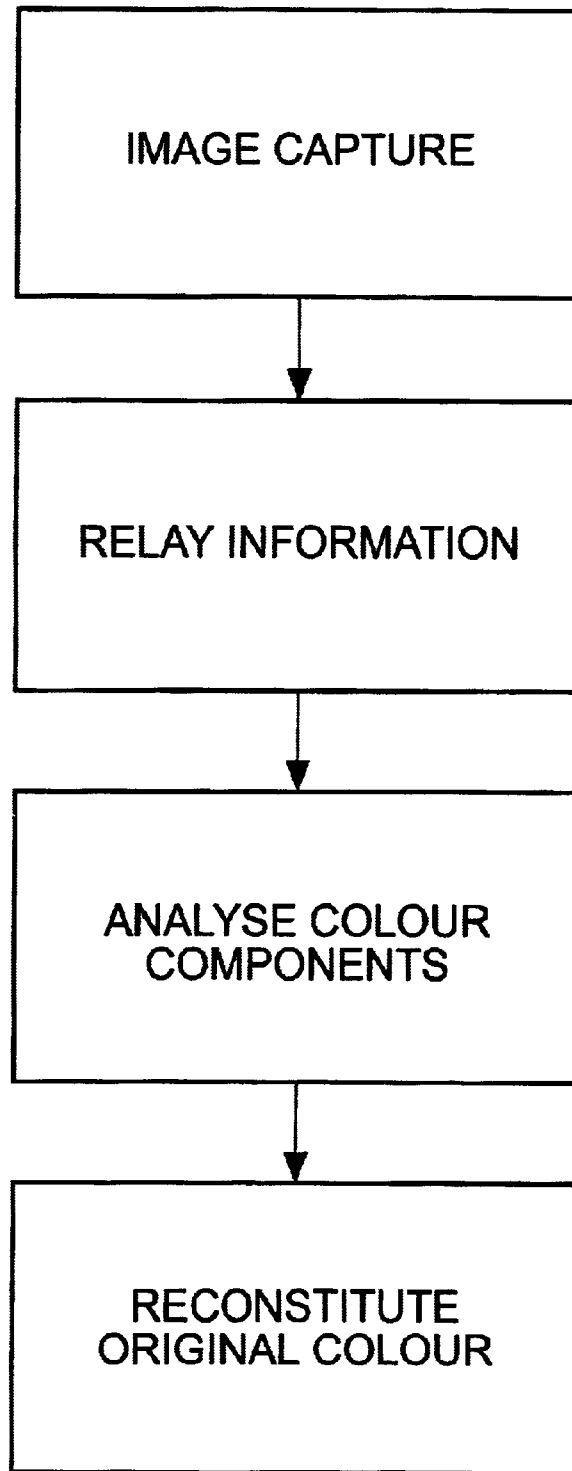 IMAGE CAPTURE
RELAY INFORMATION
ANALYSE COLOUR
COMPONENTS
RECONSTITUTE
ORIGINAL COLOUR